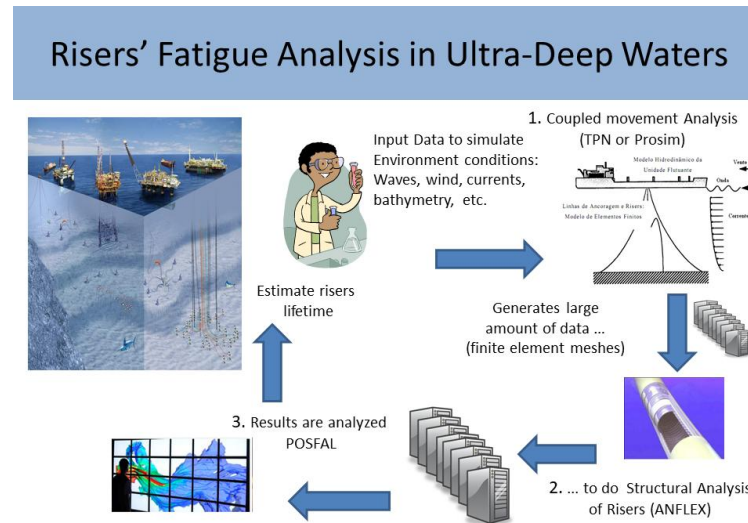 Risers' Fatigue Analysis in Ultra-Deep Waters
1. Coupled movement Analysis
(TPN or Prosim)
Input Data to simulate
Environment conditions:
Waves, wind, currents,
bathymetry, etc.
Modelo Hidrodinâmico da
Unidade Flutuante
Vento
Onda
Linhas de Ancoragem e Risers:
Modelo de Elementos Finitos
Corrente
Estimate risers
lifetime
Generates large
amount of data ...
(finite element meshes)
3. Results are analyzed
POSFAL
2. ... to do Structural Analysis
of Risers (ANFLEX)